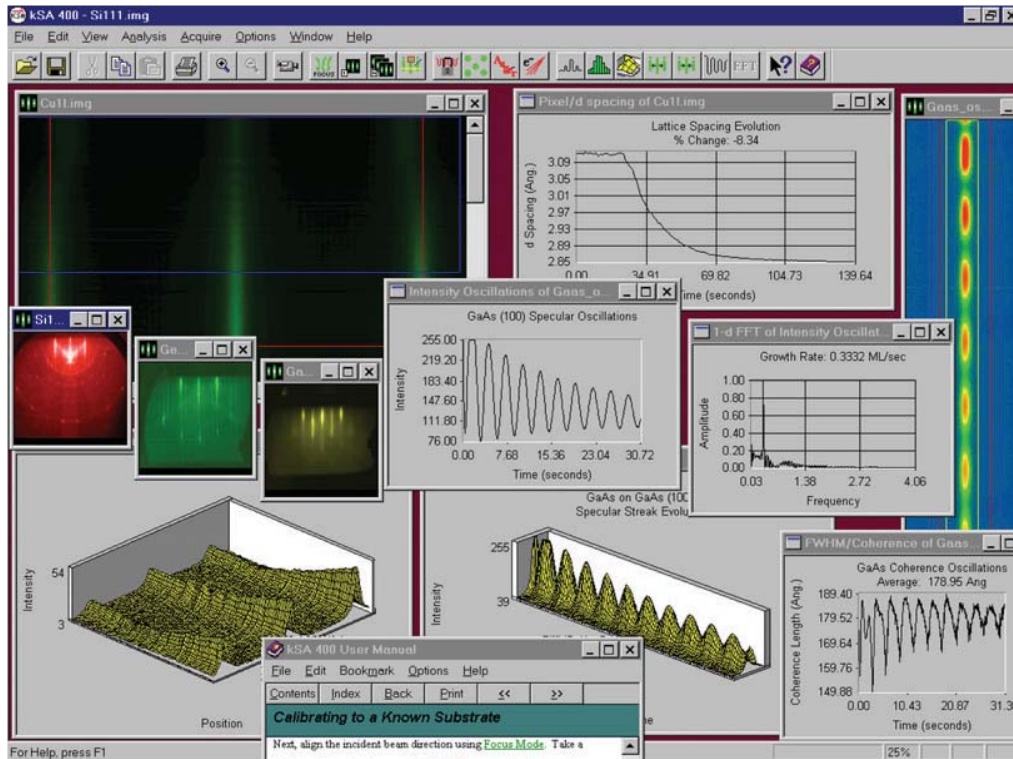 kSA 400 - Si111.img
File Edit View Analysis Acquire Options Window Help
FOCUS
FFT
Cu1I.img
Pixel/d spacing of Cu1I.img
Lattice Spacing Evolution
% Change: -8.34
d Spacing (Ang.)
3.09
3.05
3.01
2.97
2.93
2.89
2.85
0.00 34.91 69.82 104.73 139.64
Time (seconds)
Gaas_os...
Si1...
Ge...
Ga...
Intensity Oscillations of Gaas_o...
GaAs (100) Specular Oscillations
Intensity
255.00
219.20
183.40
147.60
111.80
76.00
0.00 7.68 15.36 23.04 30.72
Time (seconds)
1-d FFT of Intensity Oscillat...
Growth Rate: 0.3332 ML/sec
Amplitude
1.00
0.80
0.60
0.40
0.20
0.00
0.03 1.38 2.72 4.06
Frequency
Intensity
54
3
Position
GaAs on GaAs (100
Specular Streak Evolu
Intensity
255
39
FWHM/Coherence of Gaas...
GaAs Coherence Oscillations
Average: 178.95 Ang
Coherence Length (Ang.)
189.40
179.52
169.64
159.76
149.88
0.00 10.43 20.87 31.3
Time (seconds)
kSA 400 User Manual
File Edit Bookmark Options Help
Contents Index Back Print << >>
Calibrating to a Known Substrate
Next, align the incident beam direction using Focus Mode. Take a
For Help, press F1
25%